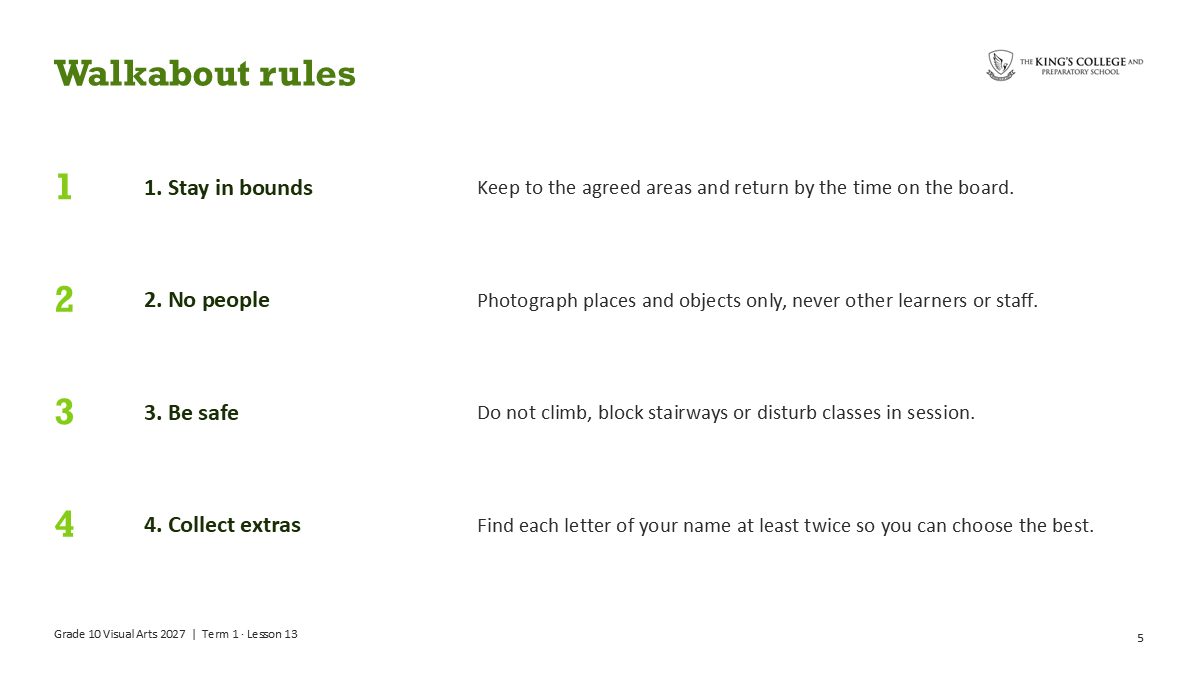 Walkabout rules
THE KING'S COLLEGE AND
PREPARATORY SCHOOL
1
1. Stay in bounds
Keep to the agreed areas and return by the time on the board.
2
2. No people
Photograph places and objects only, never other learners or staff.
3
3. Be safe
Do not climb, block stairways or disturb classes in session.
4
4. Collect extras
Find each letter of your name at least twice so you can choose the best.
Grade 10 Visual Arts 2027 | Term 1 · Lesson 13
5